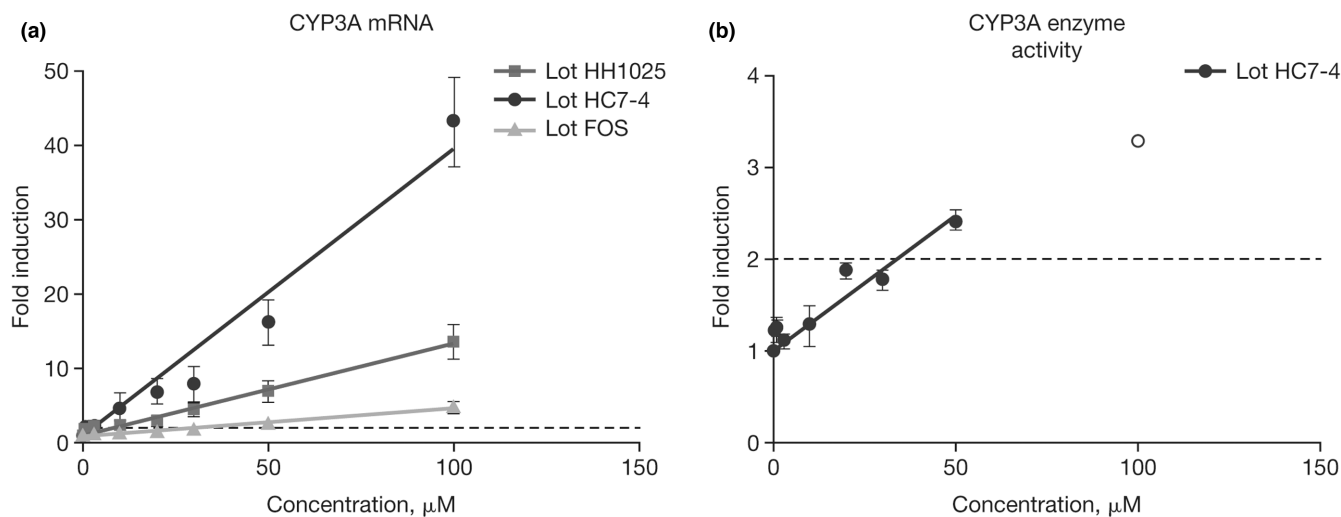 (a)
CYP3A mRNA
Lot HH1025
Lot HC7-4
Lot FOS
Fold induction
50
40
30
20
10
0
0
50
100
150
Concentration, μM
(b)
CYP3A enzyme
activity
Lot HC7-4
Fold induction
4
3
2
1
0
0
50
100
150
Concentration, μM